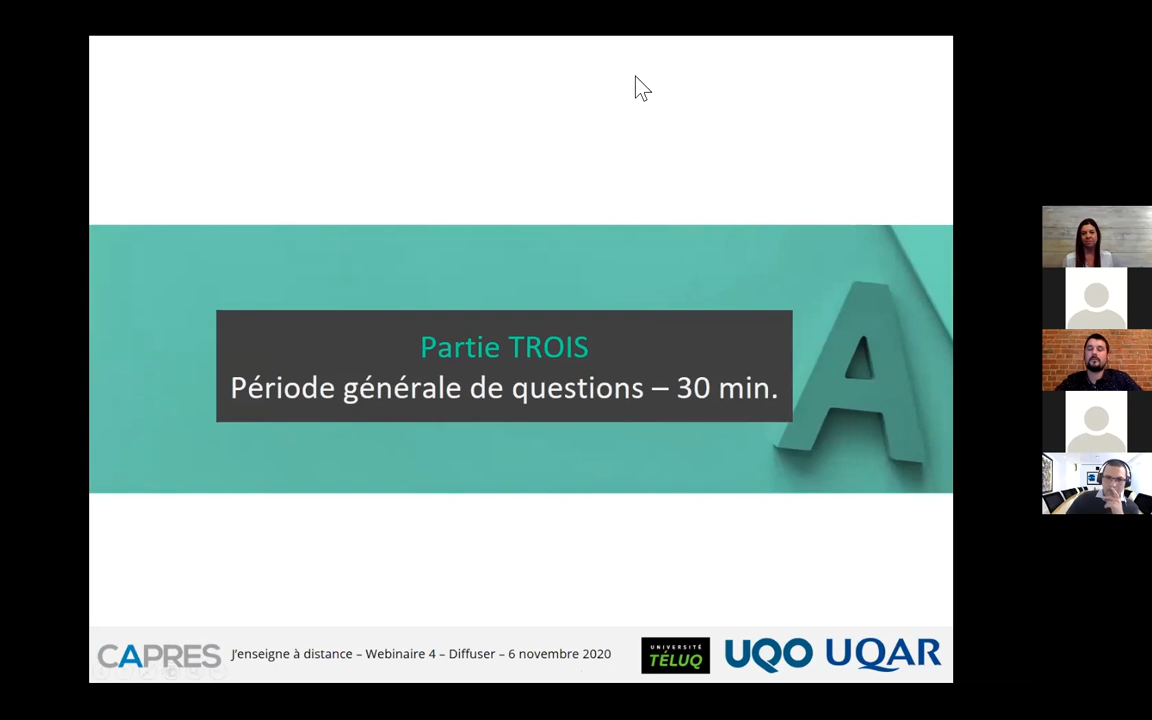 Partie TROIS
Période générale de questions – 30 min.
CAPRES
J’enseigne à distance – Webinaire 4 – Diffuser – 6 novembre 2020
UNIVERSITÉ
TÉLUQ
UQO
UQAR